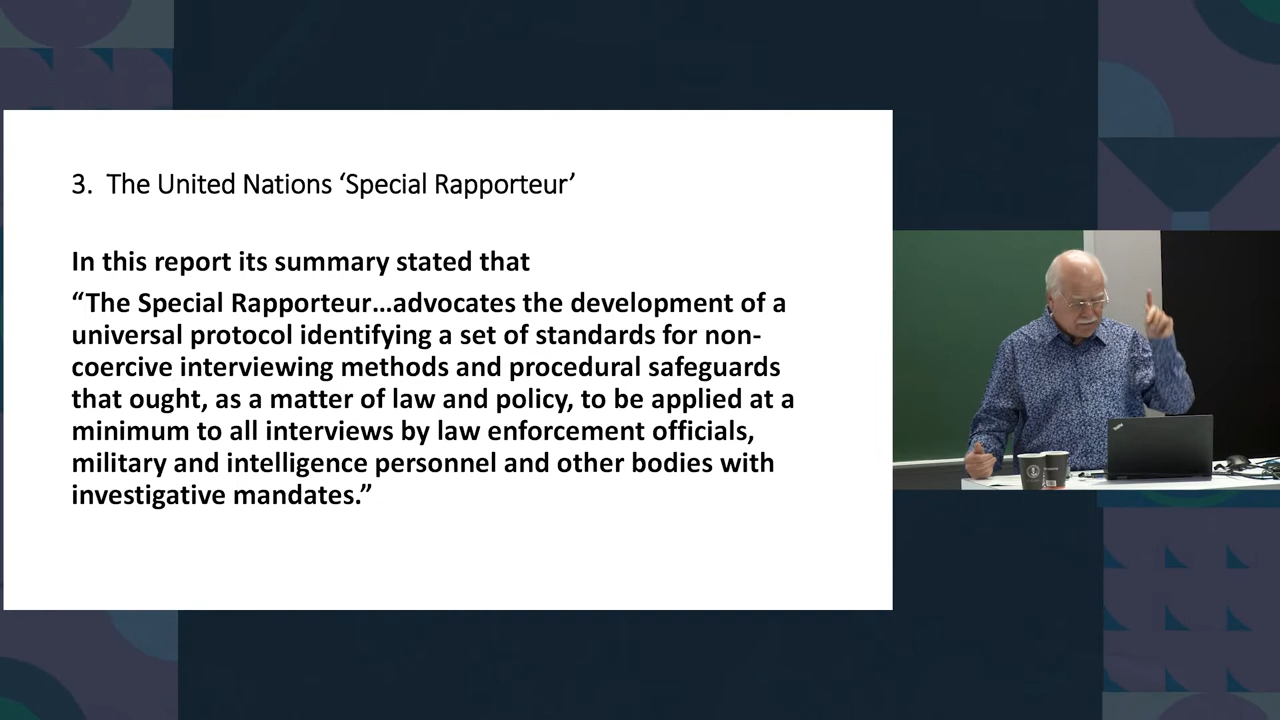 3. The United Nations ‘Special Rapporteur’
In this report its summary stated that
“The Special Rapporteur…advocates the development of a
universal protocol identifying a set of standards for non-
coercive interviewing methods and procedural safeguards
that ought, as a matter of law and policy, to be applied at a
minimum to all interviews by law enforcement officials,
military and intelligence personnel and other bodies with
investigative mandates.”